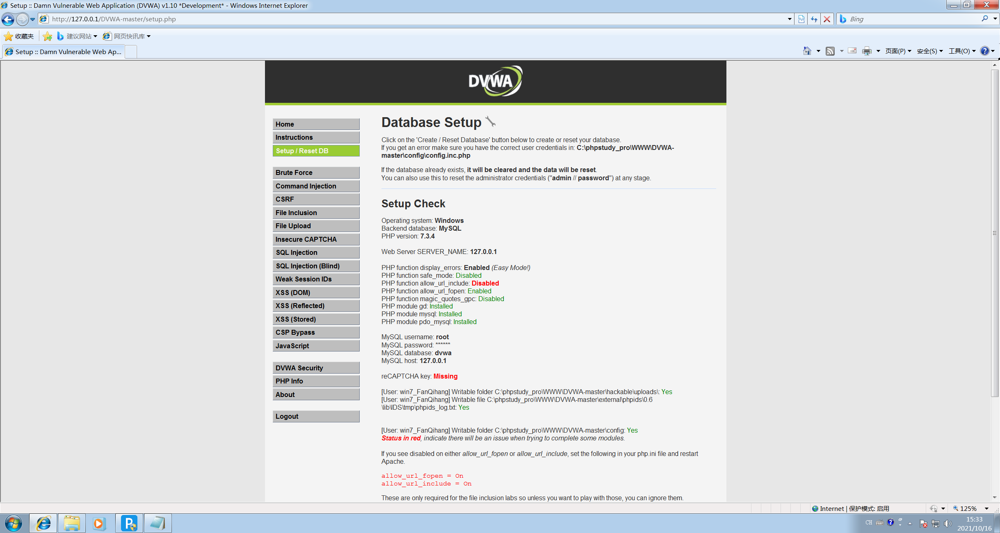 Setup :: Damn Vulnerable Web Application (DVWA) v1.10 *Development* - Windows Internet Explorer
http://127.0.0.1/DVWA-master/setup.php
Bing
收藏夹
建议网站
网页快讯库
Setup :: Damn Vulnerable Web Ap...
页面(P)
安全(S)
工具(O)
DVWA
Home
Instructions
Setup / Reset DB
Brute Force
Command Injection
CSRF
File Inclusion
File Upload
Insecure CAPTCHA
SQL Injection
SQL Injection (Blind)
Weak Session IDs
XSS (DOM)
XSS (Reflected)
XSS (Stored)
CSP Bypass
JavaScript
DVWA Security
PHP Info
About
Logout
Database Setup
Click on the 'Create / Reset Database' button below to create or reset your database.
If you get an error make sure you have the correct user credentials in: C:\phpstudy_pro\WWW\DVWA-
master\config\config.inc.php
If the database already exists, it will be cleared and the data will be reset.
You can also use this to reset the administrator credentials ("admin // password") at any stage.
Setup Check
Operating system: Windows
Backend database: MySQL
PHP version: 7.3.4
Web Server SERVER_NAME: 127.0.0.1
PHP function display_errors: Enabled (Easy Mode!)
PHP function safe_mode: Disabled
PHP function allow_url_include: Disabled
PHP function allow_url_fopen: Enabled
PHP function magic_quotes_gpc: Disabled
PHP module gd: Installed
PHP module mysql: Installed
PHP module pdo_mysql: Installed
MySQL username: root
MySQL password: ******
MySQL database: dvwa
MySQL host: 127.0.0.1
reCAPTCHA key: Missing
[User: win7_FanQihang] Writable folder C:\phpstudy_pro\WWW\DVWA-master\hackable\uploads\: Yes
[User: win7_FanQihang] Writable file C:\phpstudy_pro\WWW\DVWA-master\external\phpids\0.6
\lib\IDS\tmp\phpids_log.txt: Yes
[User: win7_FanQihang] Writable folder C:\phpstudy_pro\WWW\DVWA-master\config: Yes
Status in red, indicate there will be an issue when trying to complete some modules.
If you see disabled on either allow_url_fopen or allow_url_include, set the following in your php.ini file and restart
Apache.
allow_url_fopen = On
allow_url_include = On
These are only required for the file inclusion labs so unless you want to play with those, you can ignore them.
Internet | 保护模式: 启用
125%
CH
15:33
2021/10/16